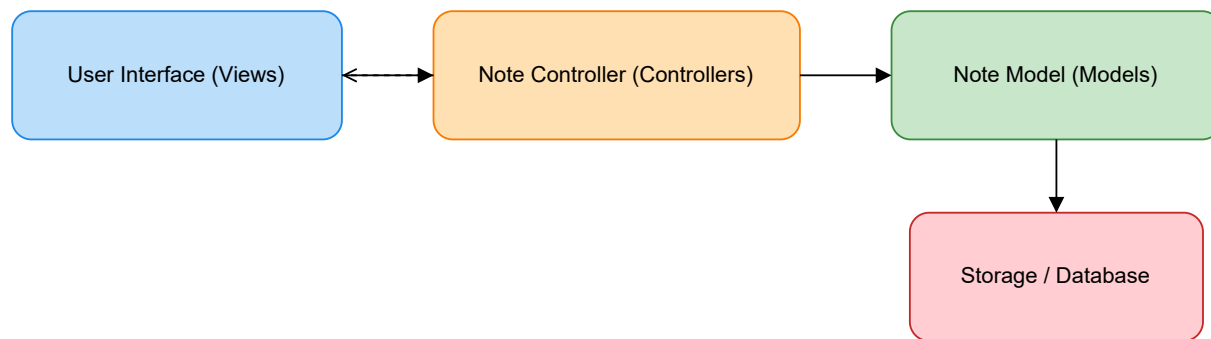 User Interface (Views)
Note Controller (Controllers)
Note Model (Models)
Storage / Database